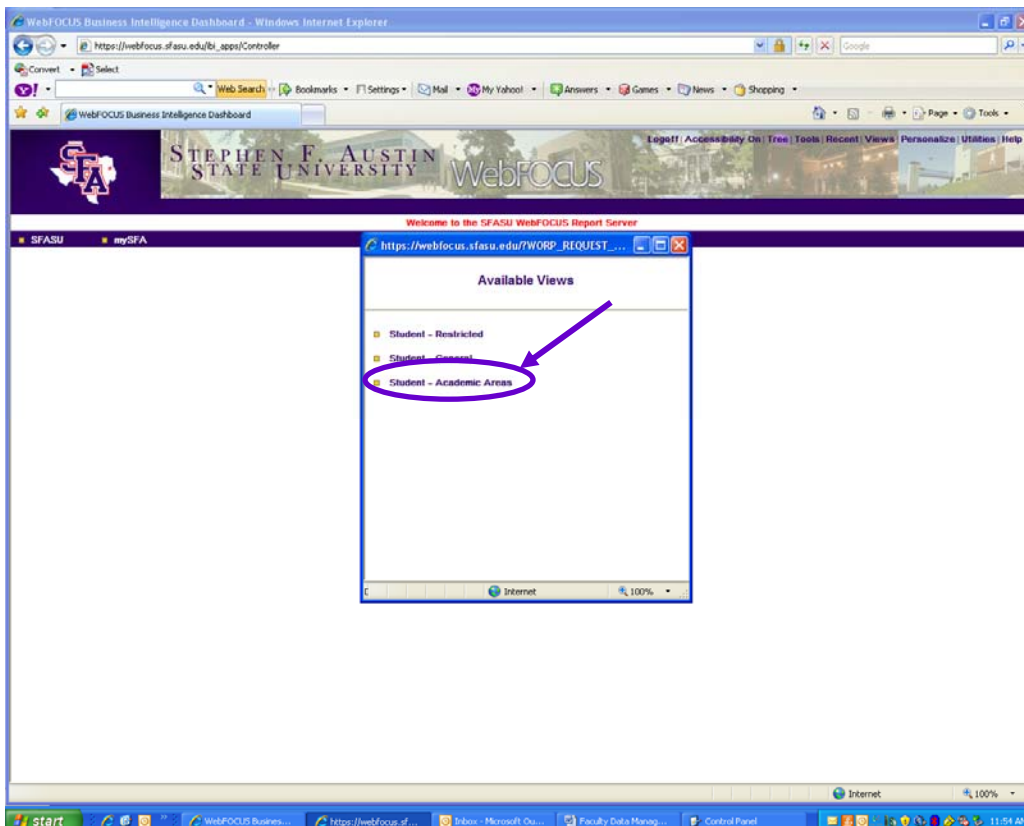 WebFOCUS Business Intelligence Dashboard - Windows Internet Explorer
https://webfocus.sfasu.edu/ibi_apps/Controller
Google
Convert Select
Web Search Bookmarks Settings Mail My Yahoo! Answers Games News Shopping
WebFOCUS Business Intelligence Dashboard
Page Tools
Logoff | Accessibility On | Tree | Tools | Recent | Views Personalize | Utilities | Help
SFA
STEPHEN F. AUSTIN
STATE UNIVERSITY
WebFOCUS
Welcome to the SFASU WebFOCUS Report Server
SFASU mySFA
https://webfocus.sfasu.edu/?WORP_REQUEST_...
Available Views
Student - Restricted
Student - General
Student - Academic Areas
Internet 100%
Internet 100%
start WebFOCUS Busines... https://webfocus.sf... Inbox - Microsoft Ou... Faculty Data Manag... Control Panel 11:54 AM